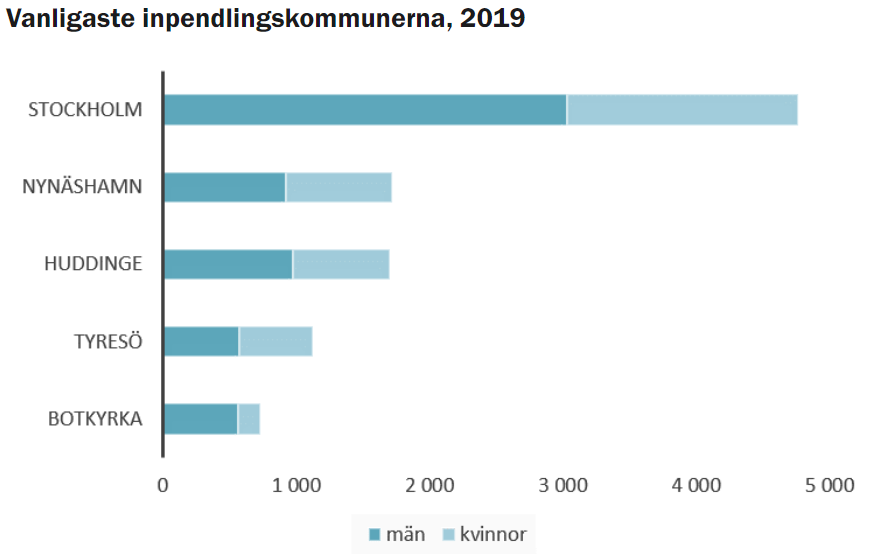 Vanligaste inpendlingskommunerna, 2019
STOCKHOLM
NYNÄSHAMN
HUDDINGE
TYRESÖ
BOTKYRKA
0 1 000 2 000 3 000 4 000 5 000
män kvinnor